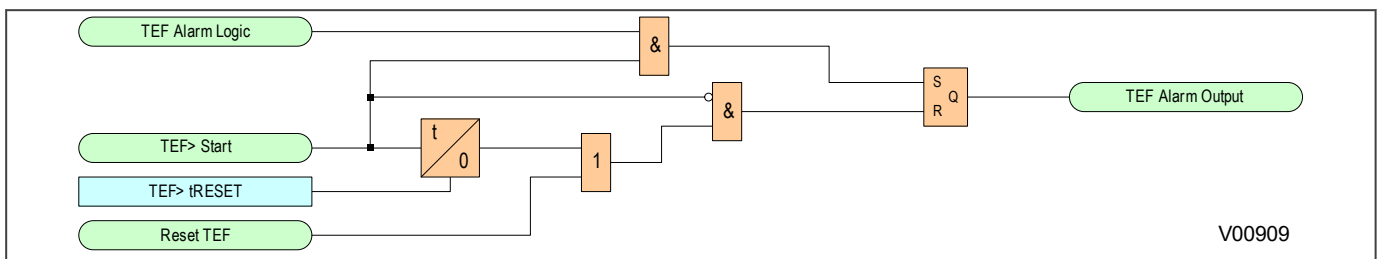 TEF Alarm Logic
&
S
Q
R
TEF Alarm Output
&
TEF> Start
t
0
1
TEF> tRESET
Reset TEF
V00909